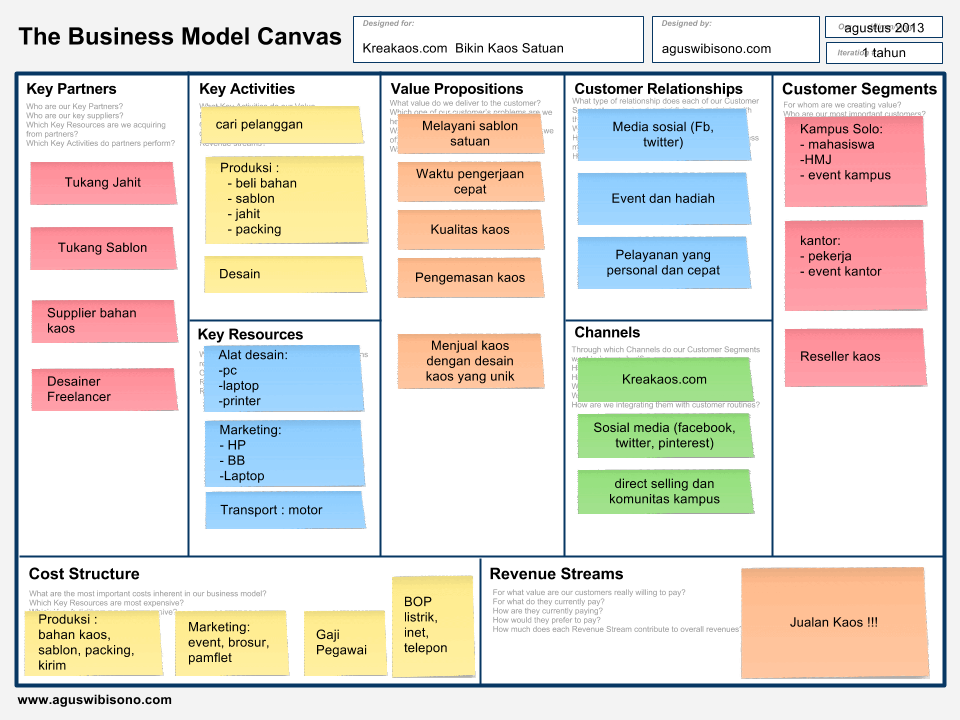 The Business Model Canvas
Designed for:
Kreakaos.com  Bikin Kaos Satuan
Designed by:
aguswibisono.com
agustus 2013
Iteration
1 tahun
Key Partners
Who are our Key Partners?
Who are our key suppliers?
Which Key Resources are we acquiring
from partners?
Which Key Activities do partners perform?
Tukang Jahit
Tukang Sablon
Supplier bahan
kaos
Desainer
Freelancer
Key Activities
cari pelanggan
Produksi :
- beli bahan
- sablon
- jahit
- packing
Desain
Key Resources
Alat desain:
-pc
-laptop
-printer
Marketing:
- HP
- BB
-Laptop
Transport : motor
Value Propositions
What value do we deliver to the customer?
Which one of our customer's problems are we
Melayani sablon
satuan
Waktu pengerjaan
cepat
Kualitas kaos
Pengemasan kaos
Menjual kaos
dengan desain
kaos yang unik
Customer Relationships
What type of relationship does each of our Customer
Media sosial (Fb,
twitter)
Event dan hadiah
Pelayanan yang
personal dan cepat
Channels
Through which Channels do our Customer Segments
Kreakaos.com
How are we integrating them with customer routines?
Sosial media (facebook,
twitter, pinterest)
direct selling dan
komunitas kampus
Customer Segments
For whom are we creating value?
Who are our most important customers?
Kampus Solo:
- mahasiswa
-HMJ
- event kampus
kantor:
- pekerja
- event kantor
Reseller kaos
Cost Structure
What are the most important costs inherent in our business model?
Which Key Resources are most expensive?
Produksi :
bahan kaos,
sablon, packing,
kirim
Marketing:
event, brosur,
pamflet
Gaji
Pegawai
BOP
listrik,
inet,
telepon
Revenue Streams
For what value are our customers really willing to pay?
For what do they currently pay?
How are they currently paying?
How would they prefer to pay?
How much does each Revenue Stream contribute to overall revenues?
Jualan Kaos !!!
www.aguswibisono.com